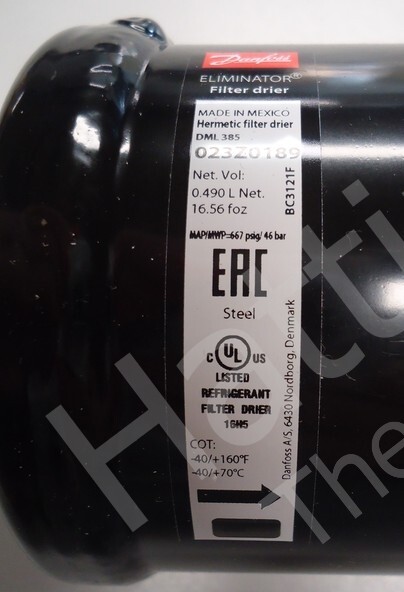 Danfoss
ELIMINATOR®
Filter drier
MADE IN MEXICO
Hermetic filter drier
DML 385
023Z0189
Net. Vol:
0.490 L Net.
16.56 foz
BC3121F
MAP/MWP=667 psig/ 46 bar
EAC
Steel
Danfoss A/S, 6430 Nordborg, Denmark
C UL US
LISTED
REFRIGERANT
FILTER DRIER
16H5
COT:
-40/+160°F
-40/+70°C
The